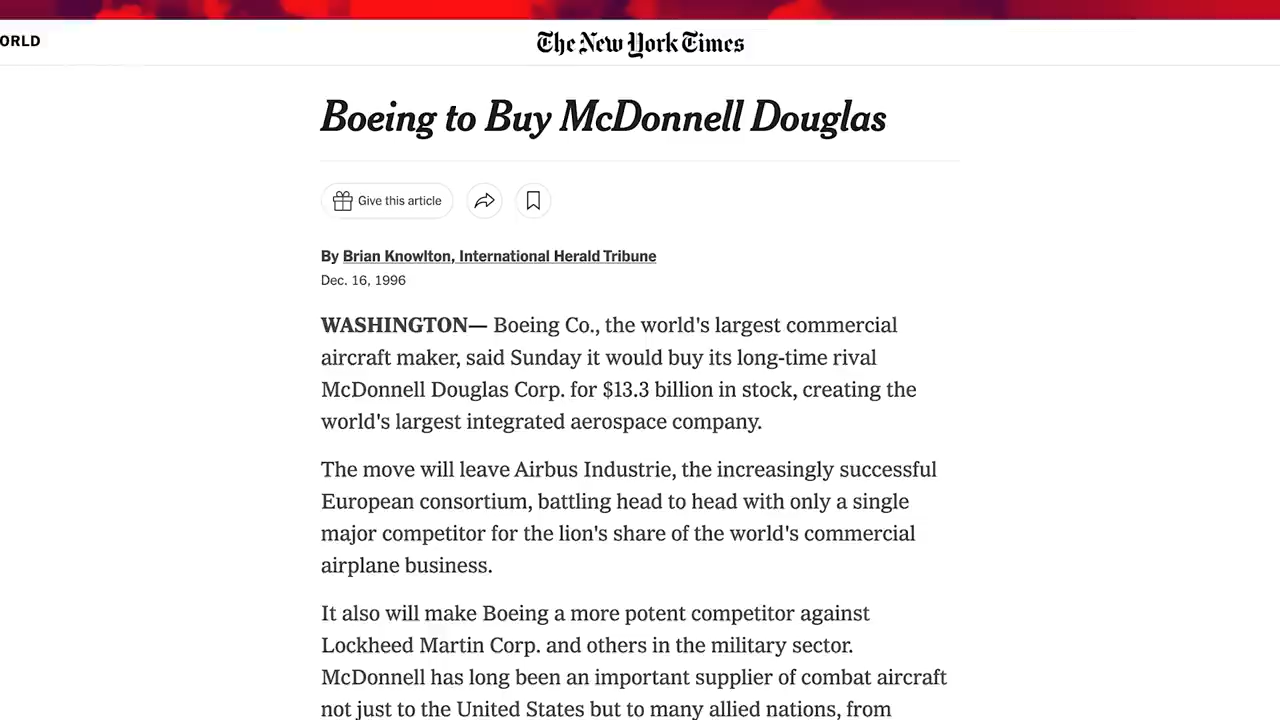 ORLD
The New York Times
Boeing to Buy McDonnell Douglas
Give this article
By Brian Knowlton, International Herald Tribune
Dec. 16, 1996
WASHINGTON— Boeing Co., the world's largest commercial
aircraft maker, said Sunday it would buy its long-time rival
McDonnell Douglas Corp. for $13.3 billion in stock, creating the
world's largest integrated aerospace company.
The move will leave Airbus Industrie, the increasingly successful
European consortium, battling head to head with only a single
major competitor for the lion's share of the world's commercial
airplane business.
It also will make Boeing a more potent competitor against
Lockheed Martin Corp. and others in the military sector.
McDonnell has long been an important supplier of combat aircraft
not just to the United States but to many allied nations, from